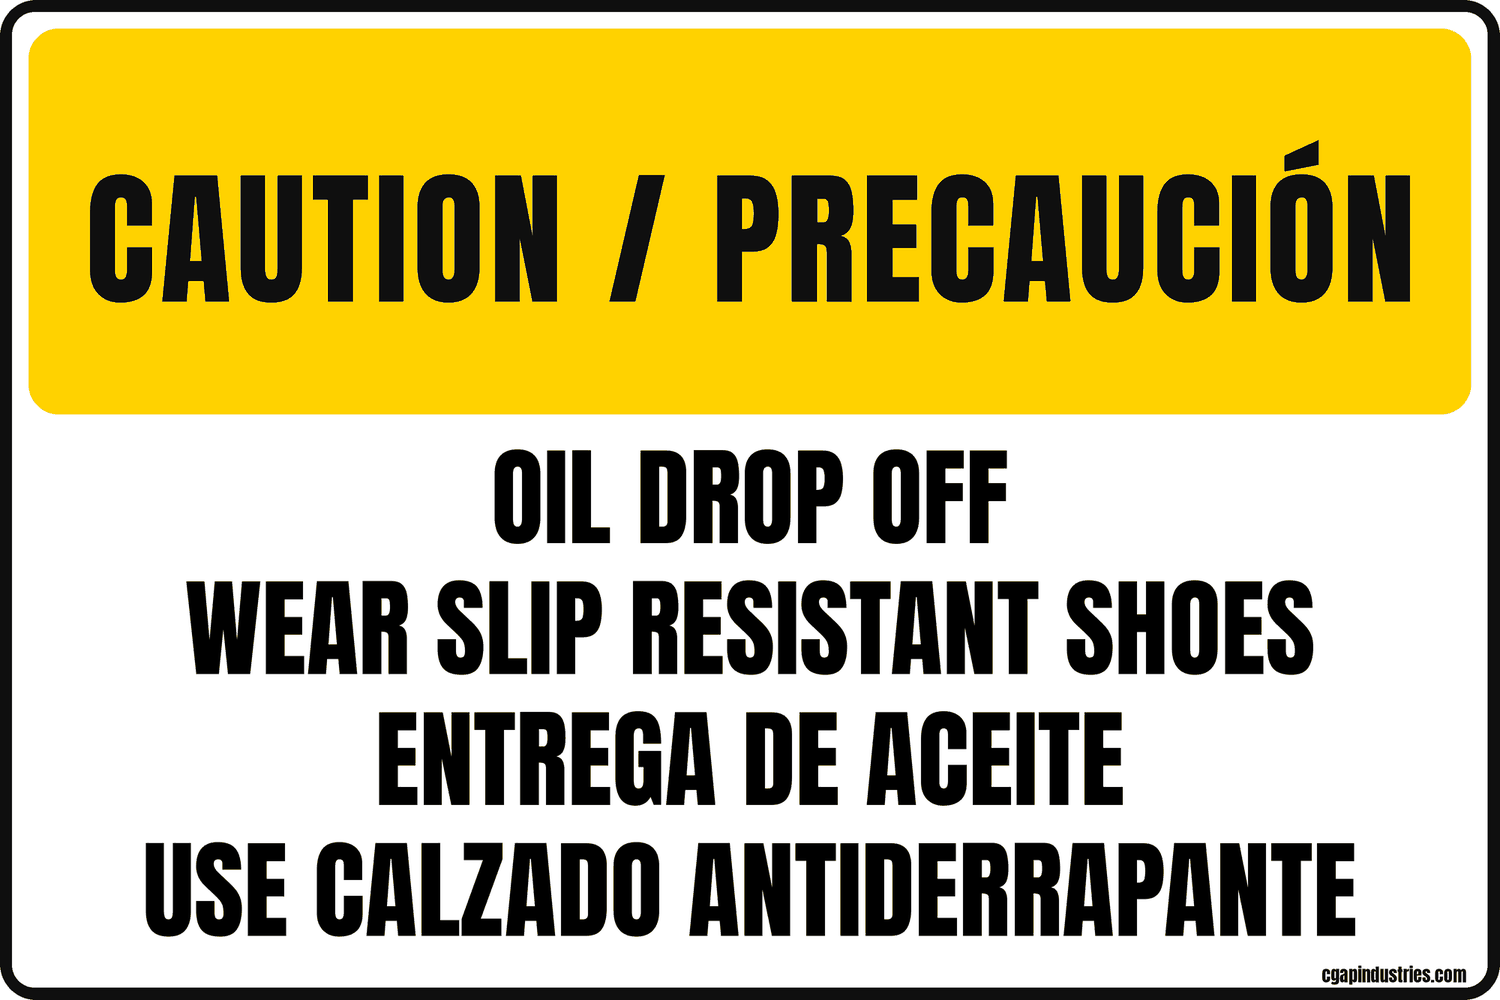 CAUTION / PRECAUCIÓN
OIL DROP OFF
WEAR SLIP RESISTANT SHOES
ENTREGA DE ACEITE
USE CALZADO ANTIDERRAPANTE
cgapindustries.com